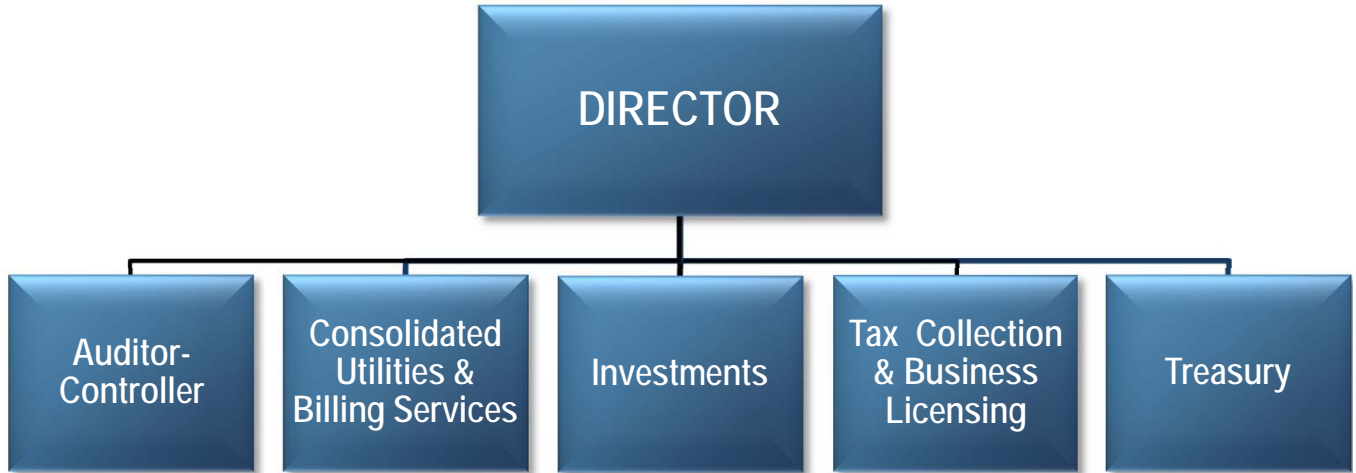 DIRECTOR
Auditor-
Controller
Consolidated
Utilities &
Billing Services
Investments
Tax Collection
& Business
Licensing
Treasury